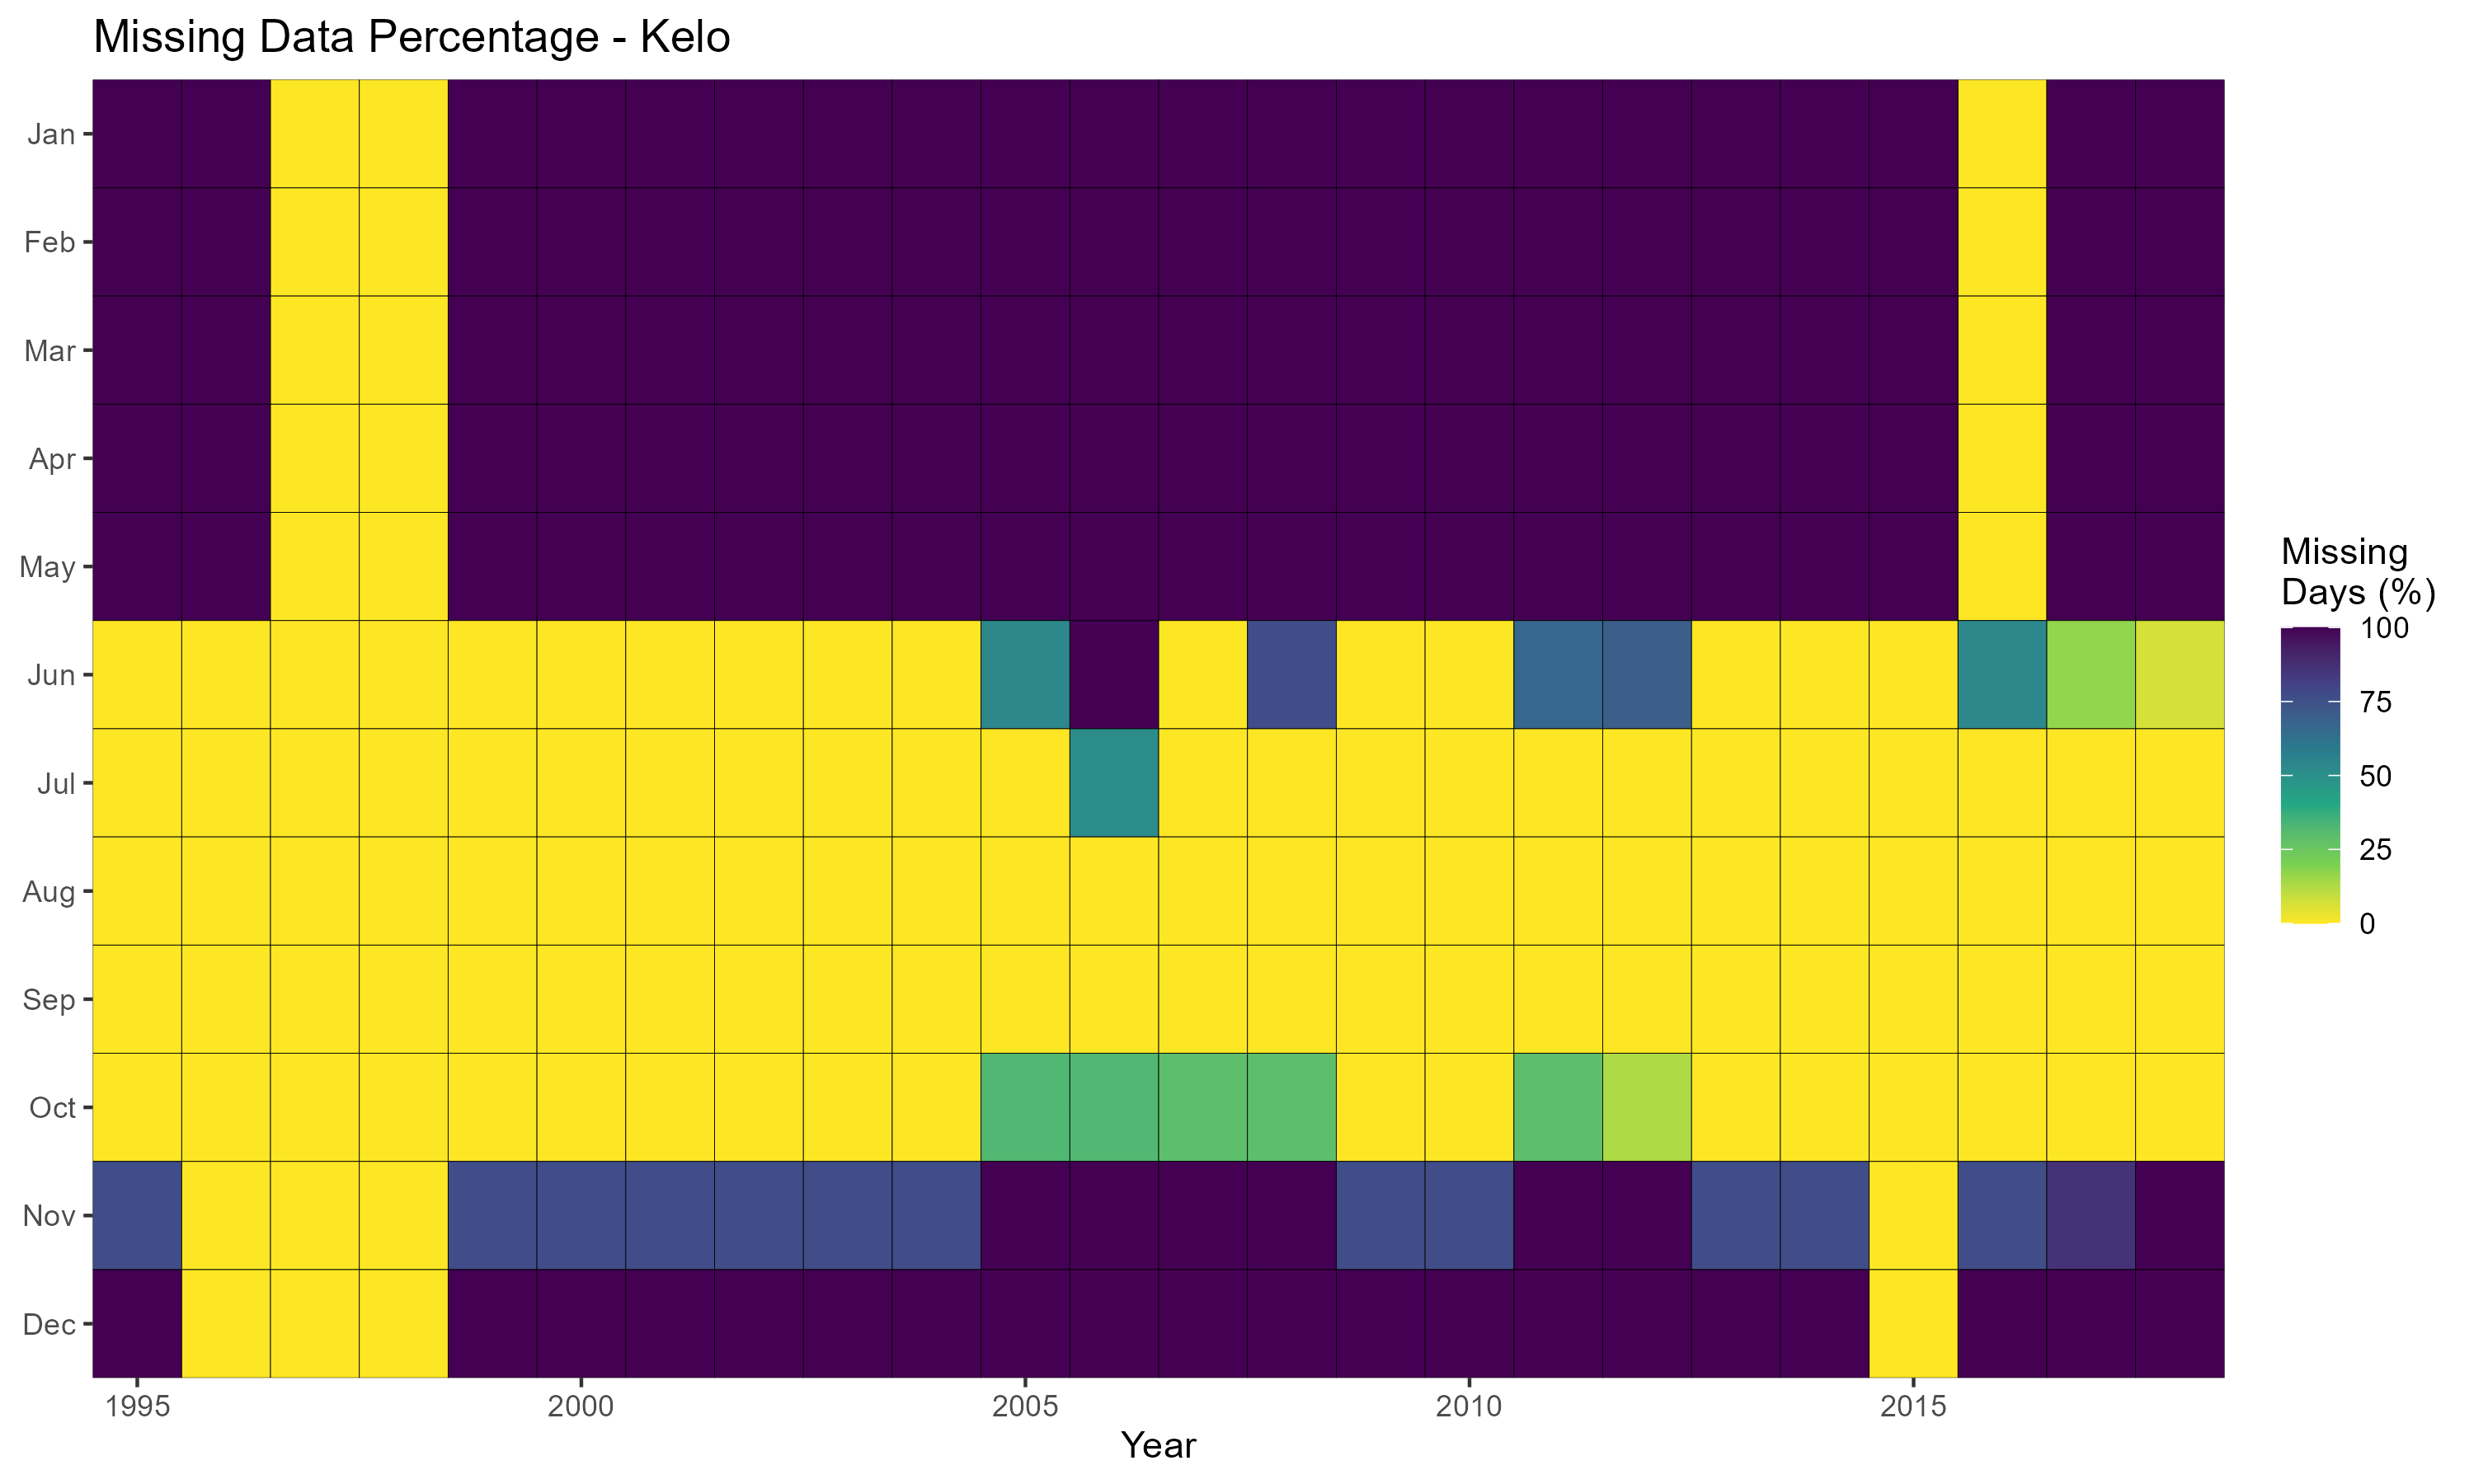 Missing Data Percentage - Kelo
Jan
Feb
Mar
Apr
May
Jun
Jul
Aug
Sep
Oct
Nov
Dec
1995
2000
2005
2010
2015
Year
Missing
Days (%)
100
75
50
25
0